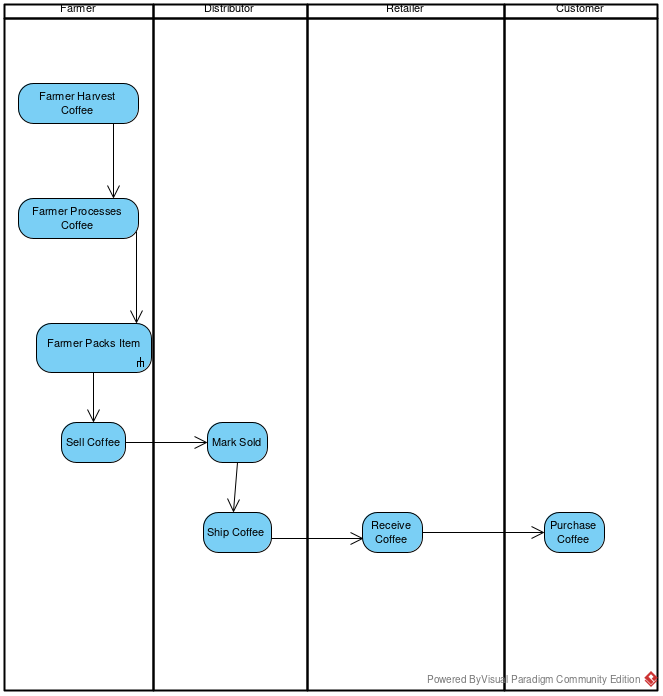 Farmer
Distributor
Retailer
Customer
Farmer Harvest
Coffee
Farmer Processes
Coffee
Farmer Packs Item
Sell Coffee
Mark Sold
Ship Coffee
Receive
Coffee
Purchase
Coffee
Powered ByVisual Paradigm Community Edition